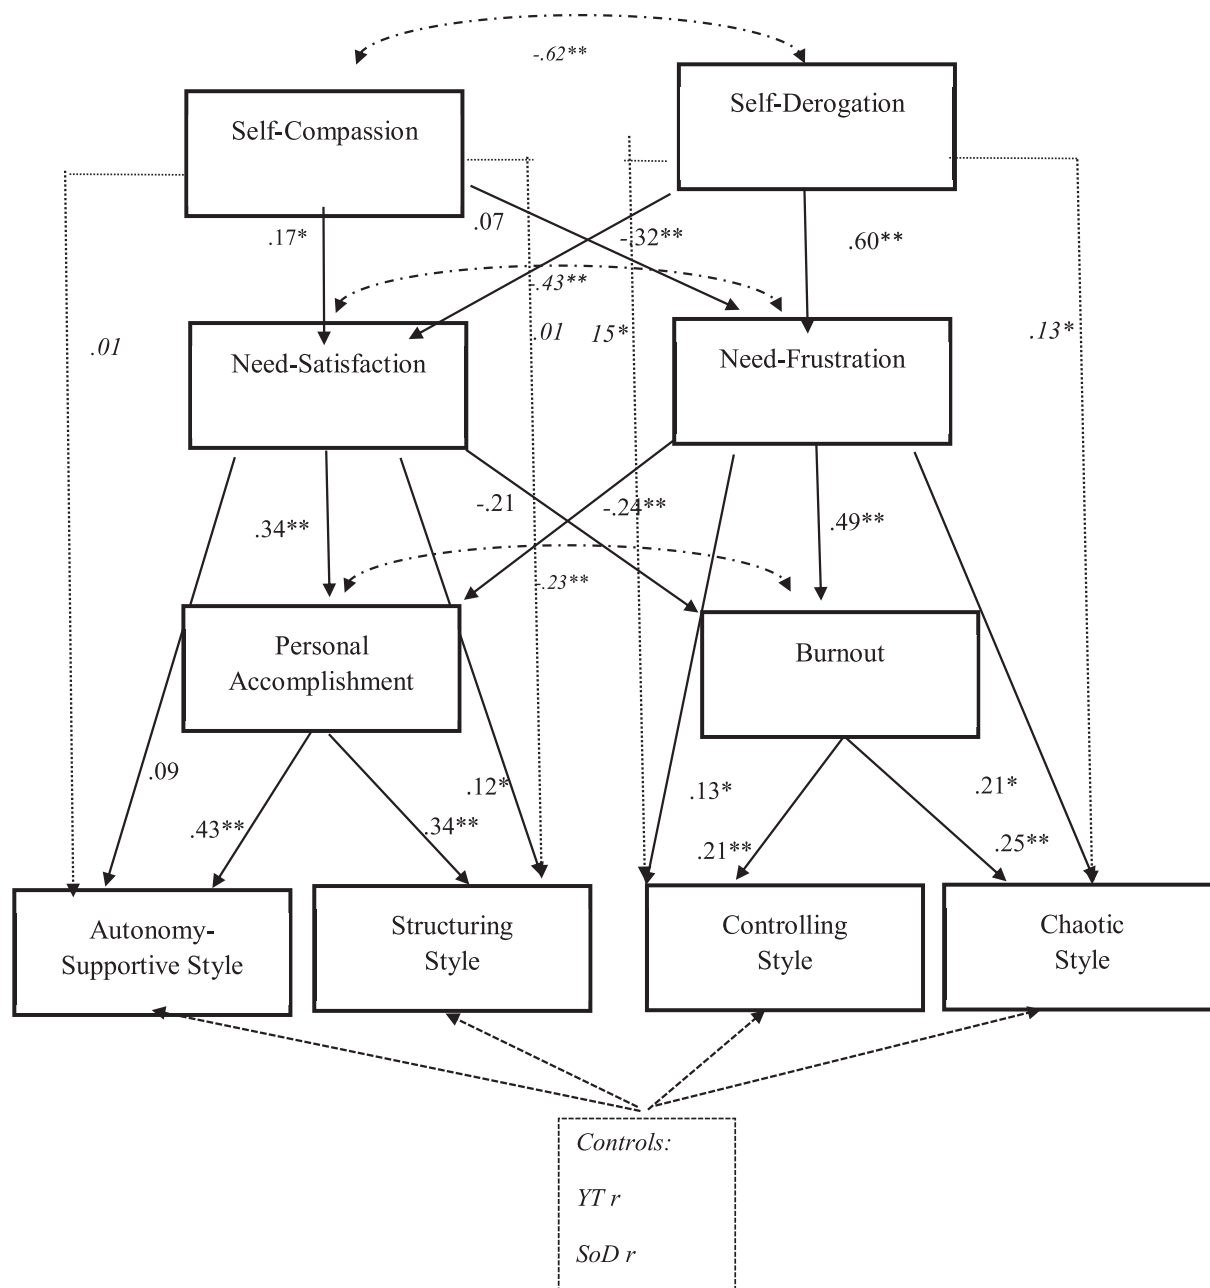 -.62**
Self-Compassion
Self-Derogation
.17*
.07
-.32**
.60**
-.43**
.01
.01
15*
.13*
Need-Satisfaction
Need-Frustration
.34**
-.21
-.24**
.49**
-.23**
Personal
Accomplishment
Burnout
.09
.12*
.13*
.21*
.43**
.34**
.21**
.25**
Autonomy-
Supportive Style
Structuring
Style
Controlling
Style
Chaotic
Style
Controls:
YT r
SoD r